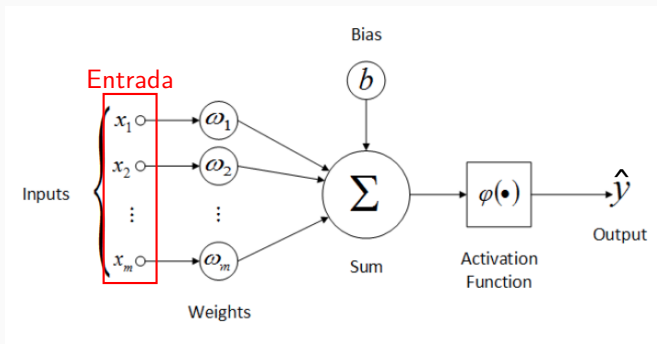 Bias
Entrada
b
x₁ ω₁
x₂ ω₂
Inputs ⋮ ⋮ Σ φ(•) ŷ
Output
xₘ ωₘ Sum Activation
Function
Weights